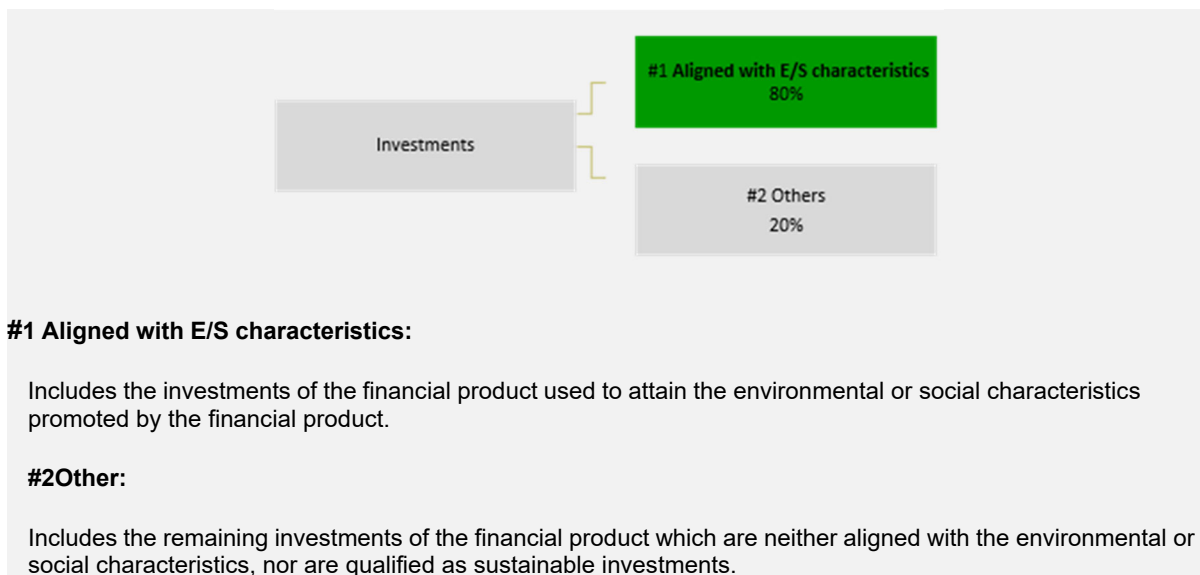 #1 Aligned with E/S characteristics
80%
Investments
#2 Others
20%
#1 Aligned with E/S characteristics:
Includes the investments of the financial product used to attain the environmental or social characteristics
promoted by the financial product.
#2Other:
Includes the remaining investments of the financial product which are neither aligned with the environmental or
social characteristics, nor are qualified as sustainable investments.